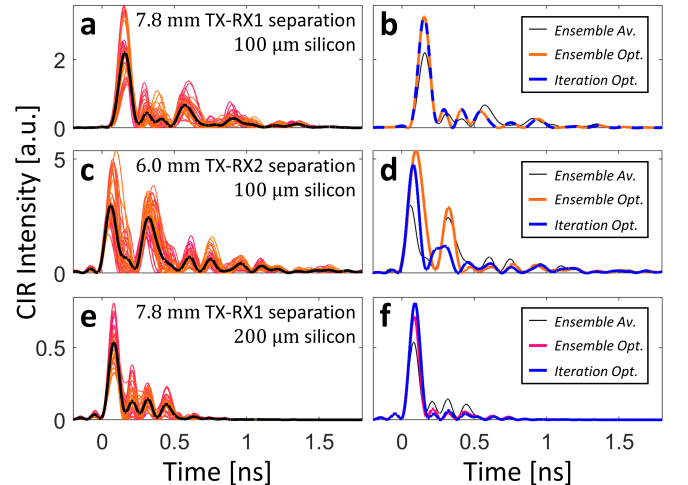 a
7.8 mm TX-RX1 separation
100 μm silicon
2
0
b
Ensemble Av.
Ensemble Opt.
Iteration Opt.
c
6.0 mm TX-RX2 separation
100 μm silicon
5
0
d
Ensemble Av.
Ensemble Opt.
Iteration Opt.
e
7.8 mm TX-RX1 separation
200 μm silicon
0.5
0
f
Ensemble Av.
Ensemble Opt.
Iteration Opt.
CIR Intensity [a.u.]
0 0.5 1 1.5
0 0.5 1 1.5
Time [ns]
Time [ns]